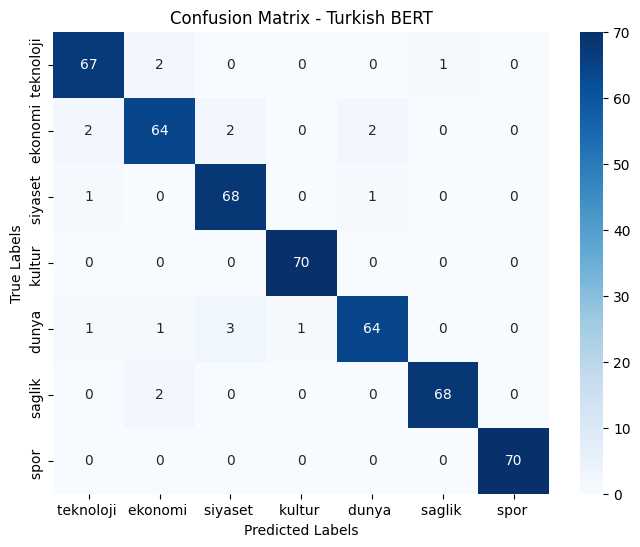 Confusion Matrix - Turkish BERT
True Labels
teknoloji 67 2 0 0 0 1 0
ekonomi 2 64 2 0 2 0 0
siyaset 1 0 68 0 1 0 0
kultur 0 0 0 70 0 0 0
dunya 1 1 3 1 64 0 0
saglik 0 2 0 0 0 68 0
spor 0 0 0 0 0 0 70
teknoloji ekonomi siyaset kultur dunya saglik spor
Predicted Labels
70
60
50
40
30
20
10
0